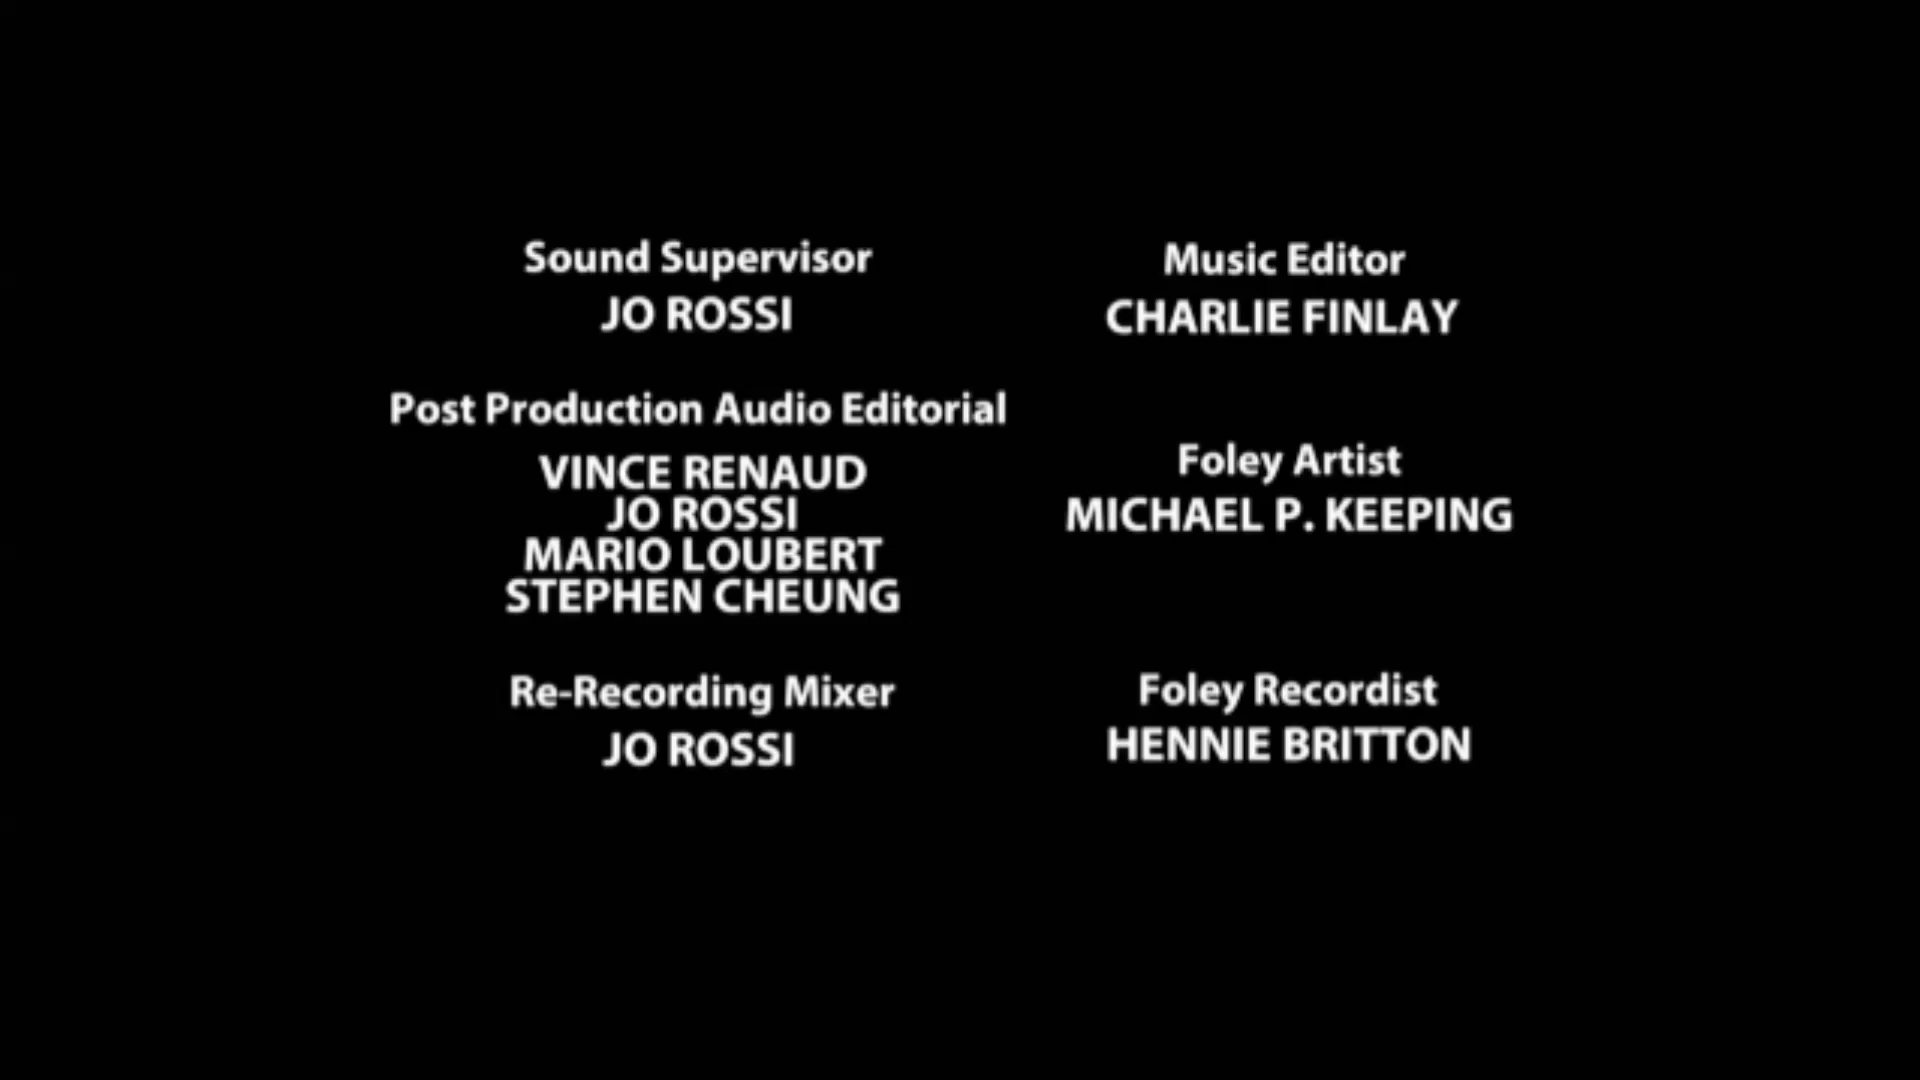 Sound Supervisor
JO ROSSI
Post Production Audio Editorial
VINCE RENAUD
JO ROSSI
MARIO LOUBERT
STEPHEN CHEUNG
Re-Recording Mixer
JO ROSSI
Music Editor
CHARLIE FINLAY
Foley Artist
MICHAEL P. KEEPING
Foley Recordist
HENNIE BRITTON